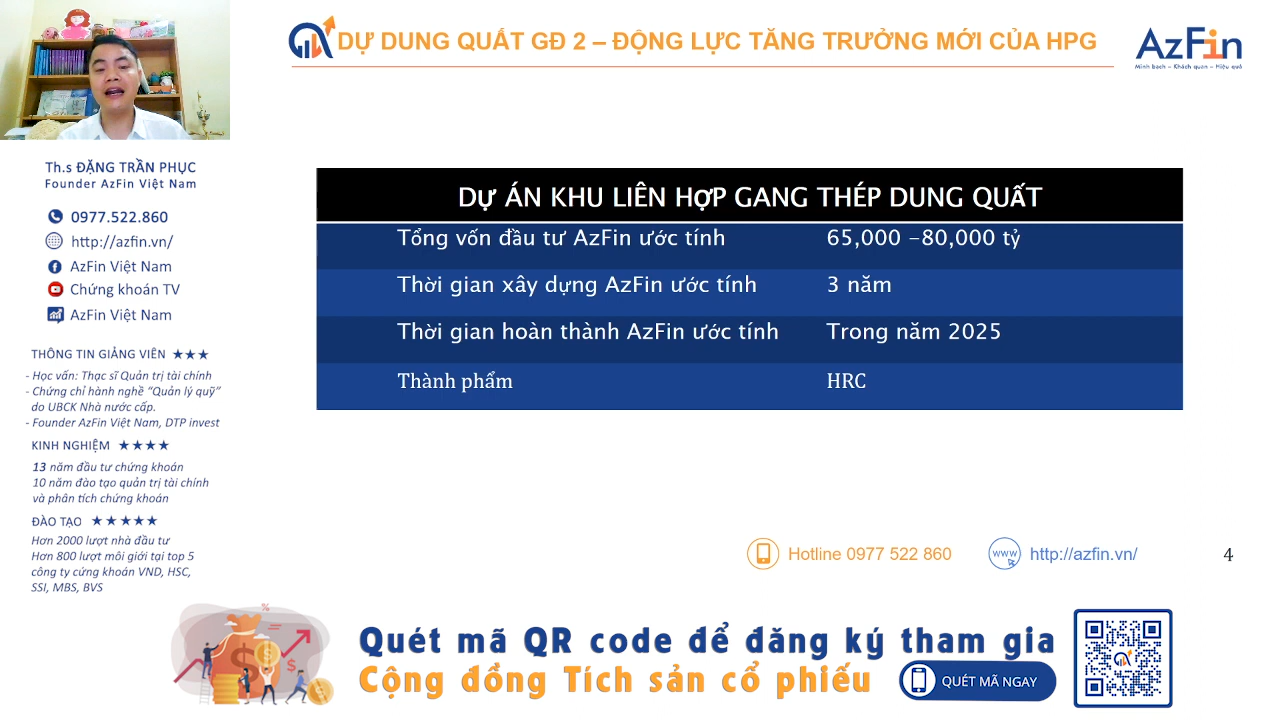 DỰ DUNG QUẤT GĐ 2 – ĐỘNG LỰC TĂNG TRƯỞNG MỚI CỦA HPG
AzFin
Minh bạch – Khách quan – Hiệu quả
Th.s ĐẶNG TRẦN PHỤC
Founder AzFin Việt Nam
0977.522.860
http://azfin.vn/
AzFin Việt Nam
Chứng khoán TV
AzFin Việt Nam
THÔNG TIN GIẢNG VIÊN ★★★
- Học vấn: Thạc sĩ Quản trị tài chính
- Chứng chỉ hành nghề "Quản lý quỹ"
do UBCK Nhà nước cấp.
- Founder AzFin Việt Nam, DTP invest
KINH NGHIỆM ★★★★
13 năm đầu tư chứng khoán
10 năm đào tạo quản trị tài chính
và phân tích chứng khoán
ĐÀO TẠO ★★★★★
Hơn 2000 lượt nhà đầu tư
Hơn 800 lượt môi giới tại top 5
công ty cứng khoán VND, HSC,
SSI, MBS, BVS
DỰ ÁN KHU LIÊN HỢP GANG THÉP DUNG QUẤT
Tổng vốn đầu tư AzFin ước tính 65,000 –80,000 tỷ
Thời gian xây dựng AzFin ước tính 3 năm
Thời gian hoàn thành AzFin ước tính Trong năm 2025
Thành phẩm HRC
Hotline 0977 522 860
www
http://azfin.vn/
4
Quét mã QR code để đăng ký tham gia
Cộng đồng Tích sản cổ phiếu
QUÉT MÃ NGAY